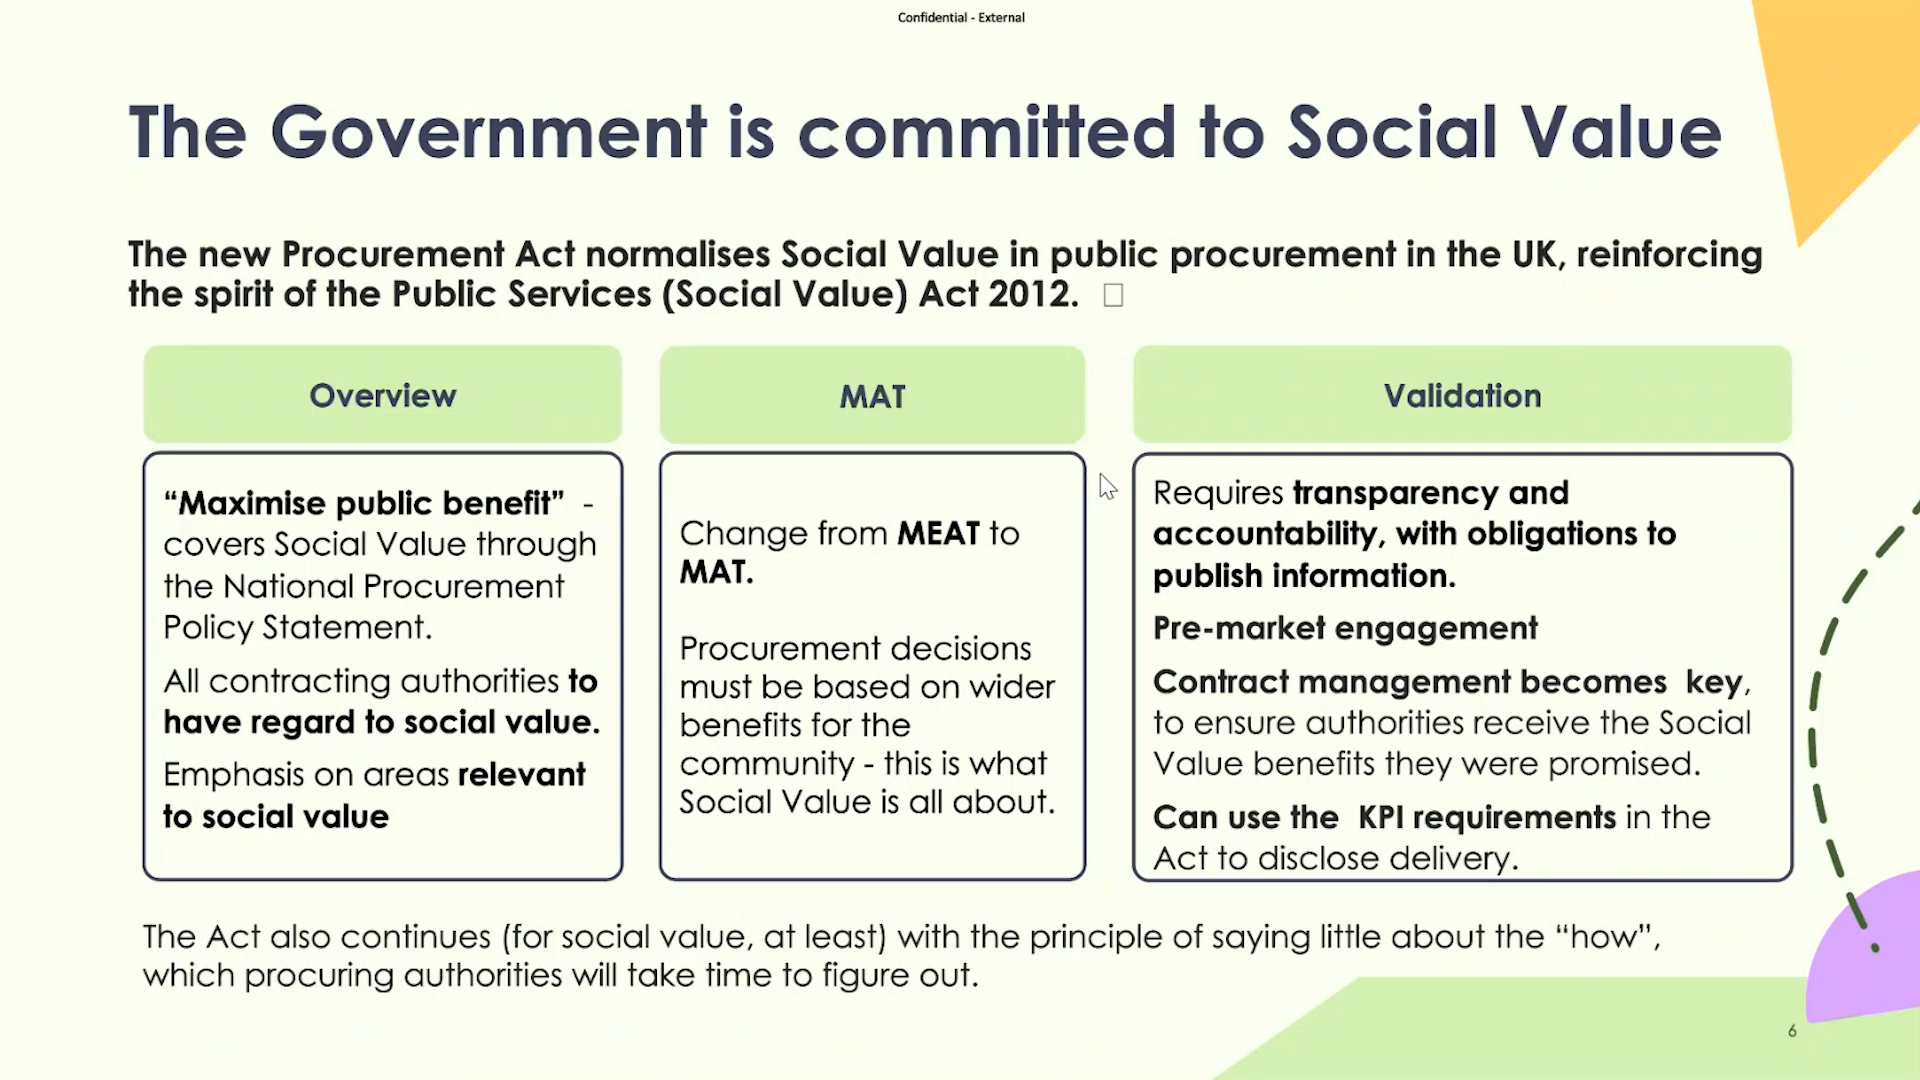 Confidential - External
The Government is committed to Social Value
The new Procurement Act normalises Social Value in public procurement in the UK, reinforcing
the spirit of the Public Services (Social Value) Act 2012. □
Overview
“Maximise public benefit”  -
covers Social Value through
the National Procurement
Policy Statement.
All contracting authorities to
have regard to social value.
Emphasis on areas relevant
to social value
MAT
Change from MEAT to
MAT.
Procurement decisions
must be based on wider
benefits for the
community - this is what
Social Value is all about.
Validation
Requires transparency and
accountability, with obligations to
publish information.
Pre-market engagement
Contract management becomes  key,
to ensure authorities receive the Social
Value benefits they were promised.
Can use the  KPI requirements in the
Act to disclose delivery.
The Act also continues (for social value, at least) with the principle of saying little about the “how”,
which procuring authorities will take time to figure out.
6